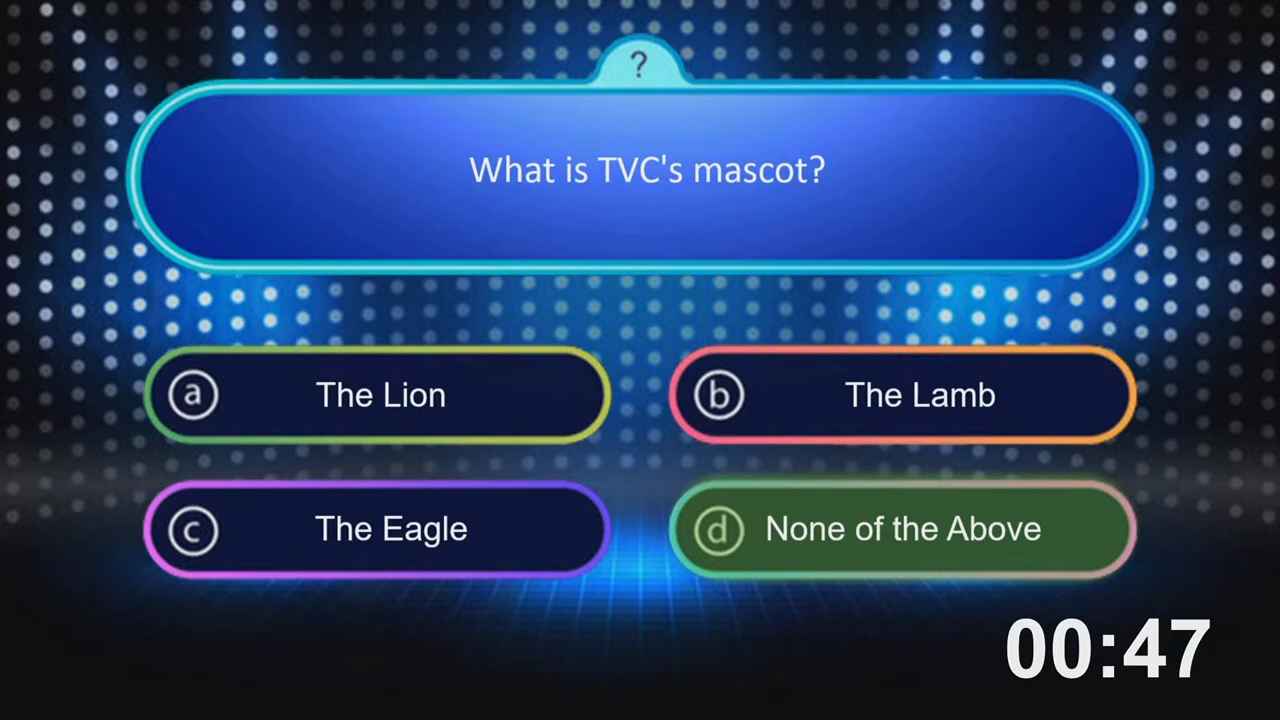 ?
What is TVC's mascot?
a The Lion
b The Lamb
c The Eagle
d None of the Above
00:47